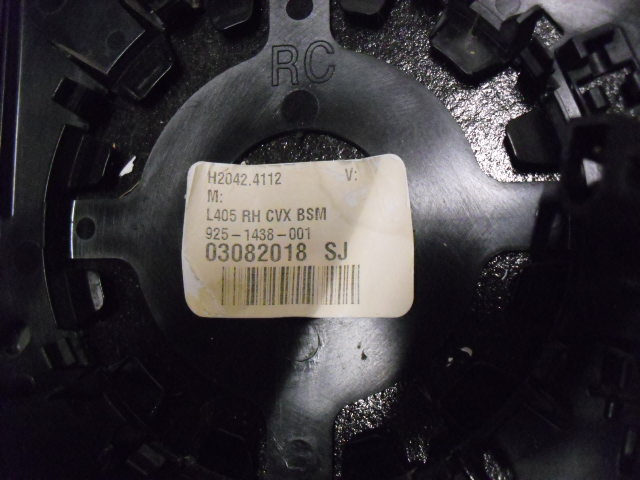 RC
H2042.4112 V:
M:
L405 RH CVX BSM
925-1438-001
03082018 SJ